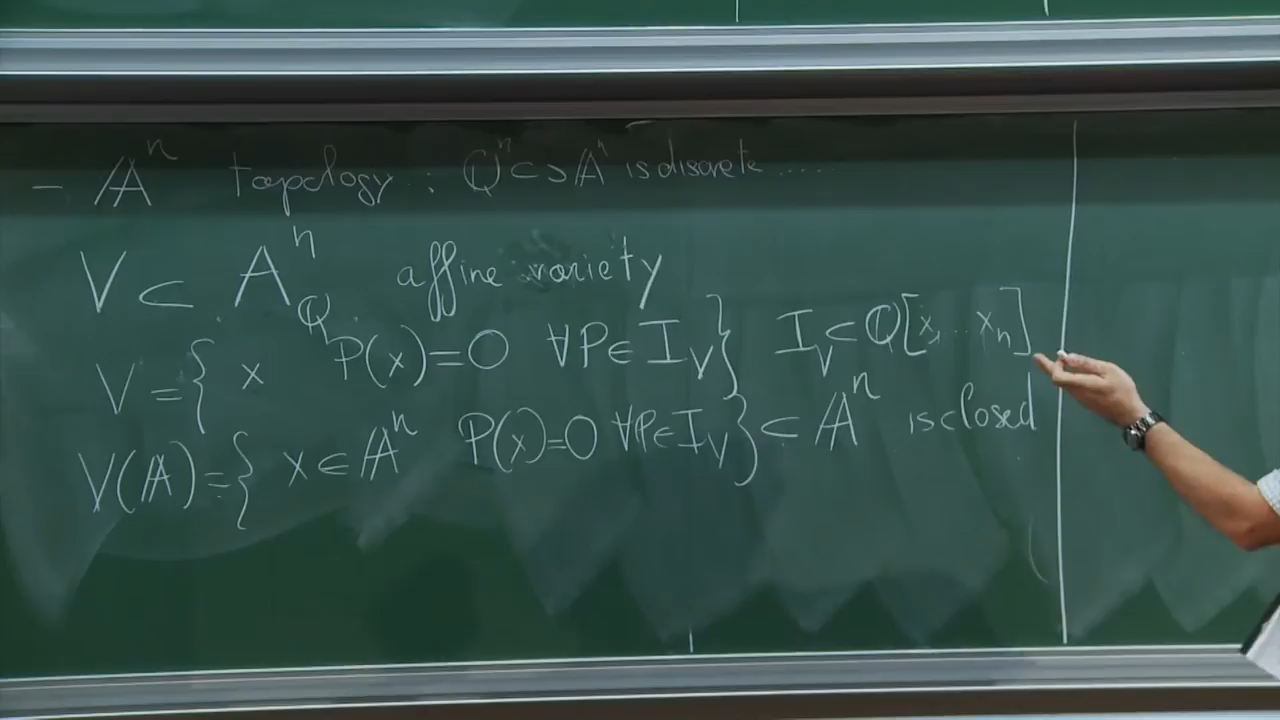 - 𝔸ⁿ topology : ℚⁿ ↪ 𝔸ⁿ is discrete .....
V ⊂ Aⁿ_ℚ affine variety
V = { x P(x)=0 ∀P∈I_V } I_V ⊂ ℚ[x₁...x_n]
V(𝔸)={ x∈𝔸ⁿ P(x)=0 ∀P∈I_V } ⊂ 𝔸ⁿ is closed